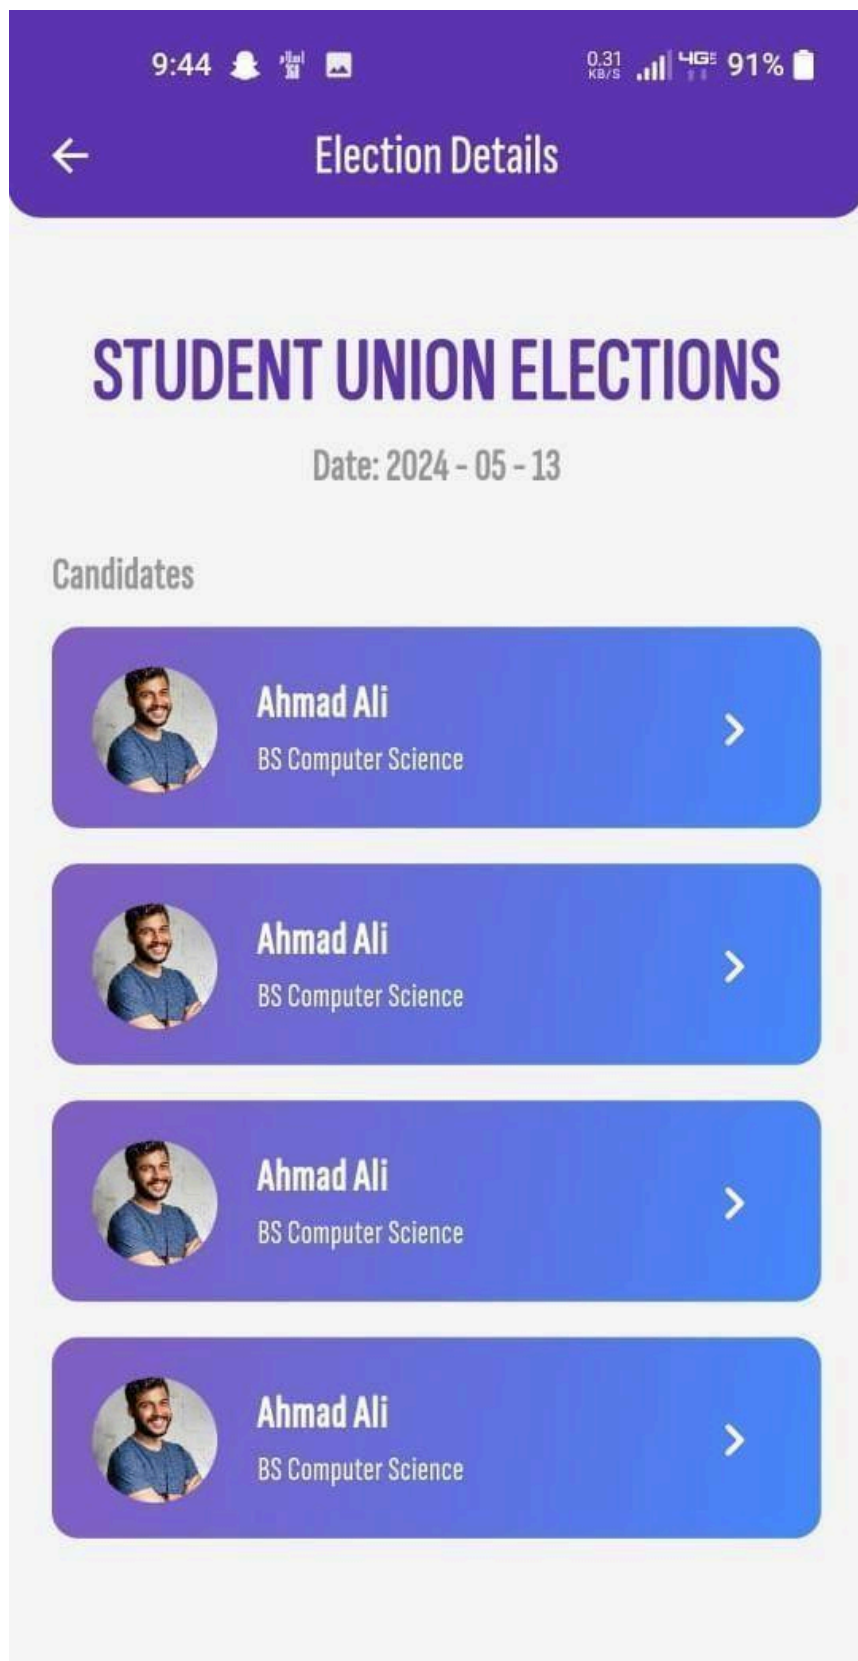 9:44
0.31
KB/S
4GE
91%
Election Details
STUDENT UNION ELECTIONS
Date: 2024 - 05 - 13
Candidates
Ahmad Ali
BS Computer Science
Ahmad Ali
BS Computer Science
Ahmad Ali
BS Computer Science
Ahmad Ali
BS Computer Science